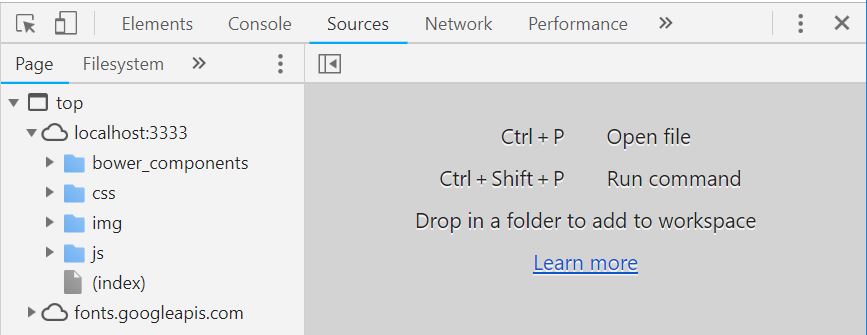 Elements Console Sources Network Performance »
Page Filesystem »
top
localhost:3333
bower_components
css
img
js
(index)
fonts.googleapis.com
Ctrl + P Open file
Ctrl + Shift + P Run command
Drop in a folder to add to workspace
Learn more